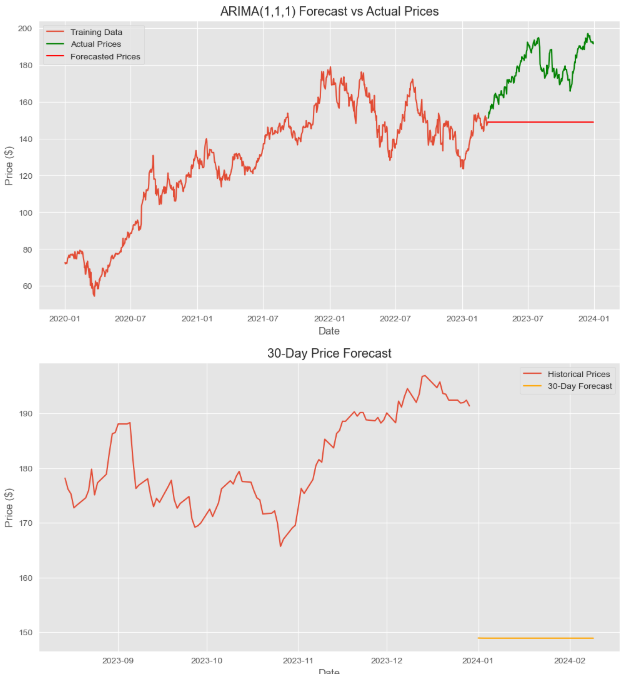 ARIMA(1,1,1) Forecast vs Actual Prices
Training Data
Actual Prices
Forecasted Prices
Price ($)
200
180
160
140
120
100
80
60
2020-01
2020-07
2021-01
2021-07
2022-01
2022-07
2023-01
2023-07
2024-01
Date
30-Day Price Forecast
Historical Prices
30-Day Forecast
Price ($)
190
180
170
160
150
2023-09
2023-10
2023-11
2023-12
2024-01
2024-02
Date